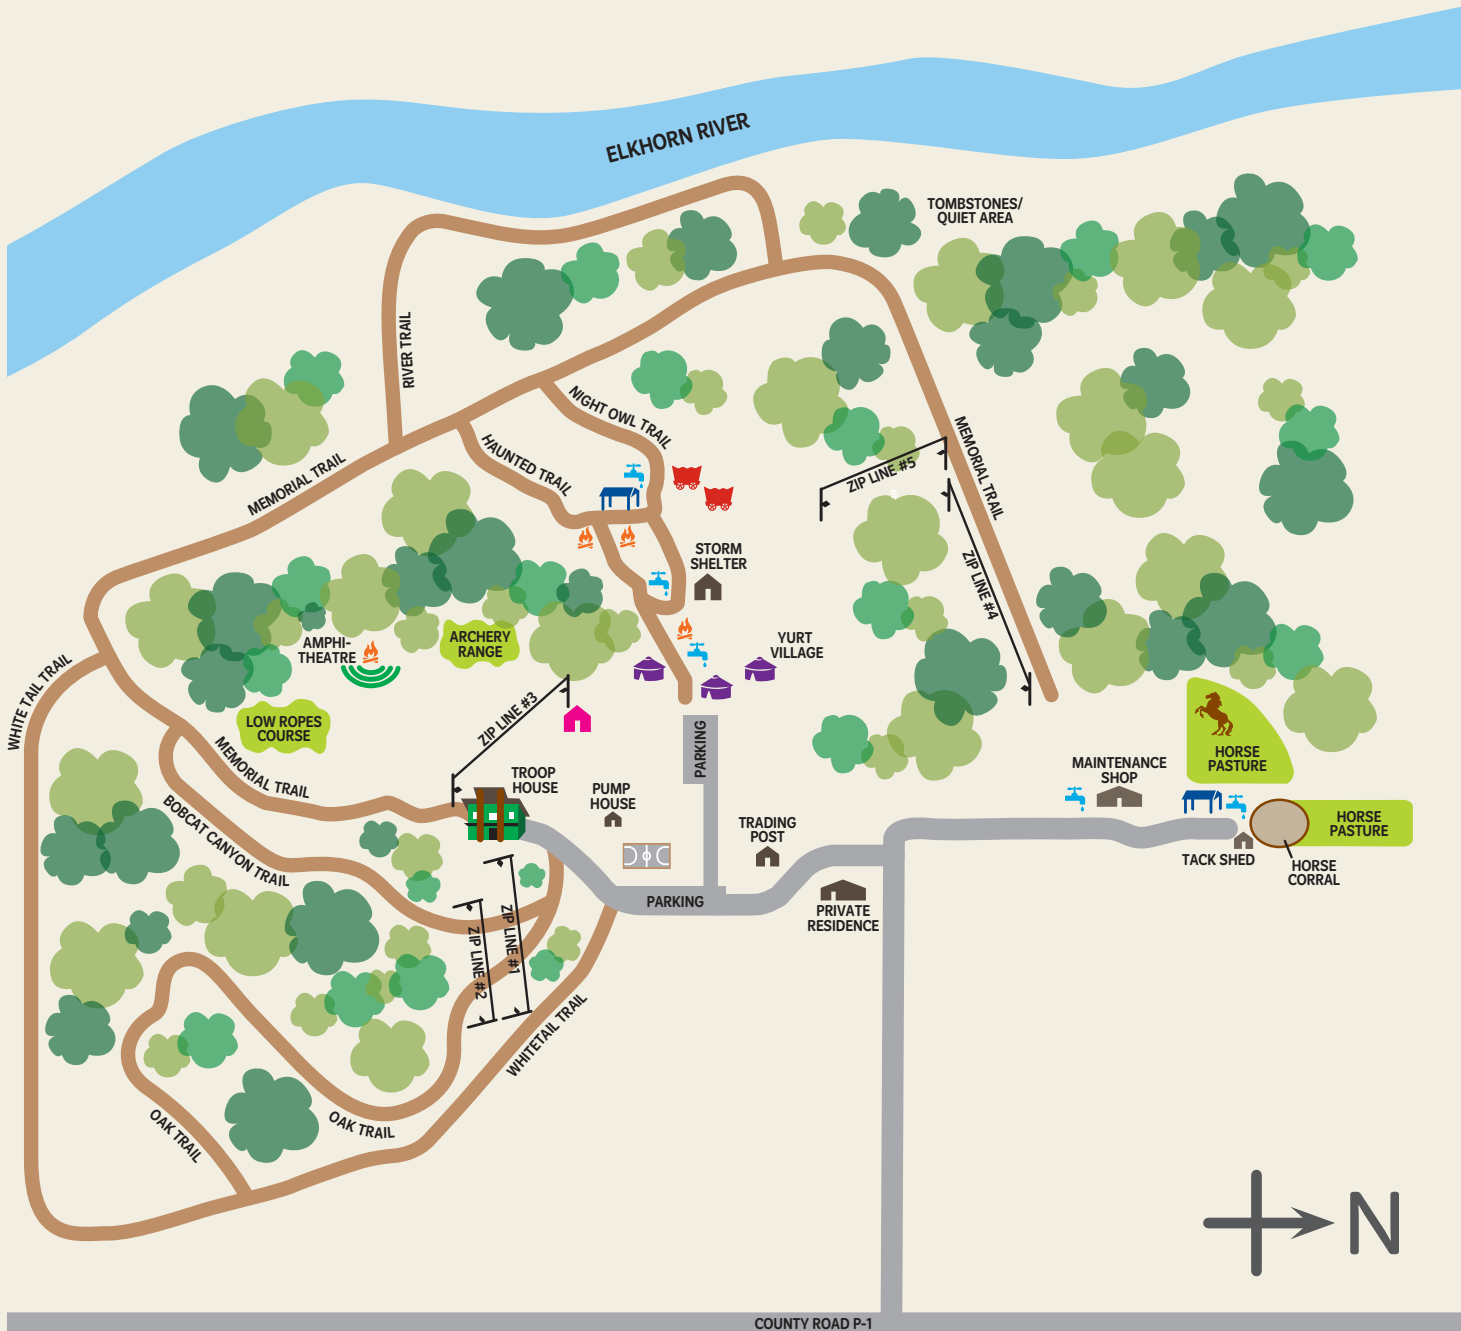 ELKHORN RIVER
TOMBSTONES/
QUIET AREA
RIVER TRAIL
NIGHT OWL TRAIL
HAUNTED TRAIL
MEMORIAL TRAIL
MEMORIAL TRAIL
ZIP LINE #5
ZIP LINE #4
STORM
SHELTER
AMPHI-
THEATRE
ARCHERY
RANGE
YURT
VILLAGE
WHITE TAIL TRAIL
LOW ROPES
COURSE
ZIP LINE #3
MEMORIAL TRAIL
PARKING
TROOP
HOUSE
PUMP
HOUSE
MAINTENANCE
SHOP
HORSE
PASTURE
HORSE
PASTURE
BOBCAT CANYON TRAIL
TRADING
POST
TACK SHED
HORSE
CORRAL
PARKING
PRIVATE
RESIDENCE
ZIP LINE #1
ZIP LINE #2
WHITETAIL TRAIL
OAK TRAIL
OAK TRAIL
N
COUNTY ROAD P-1